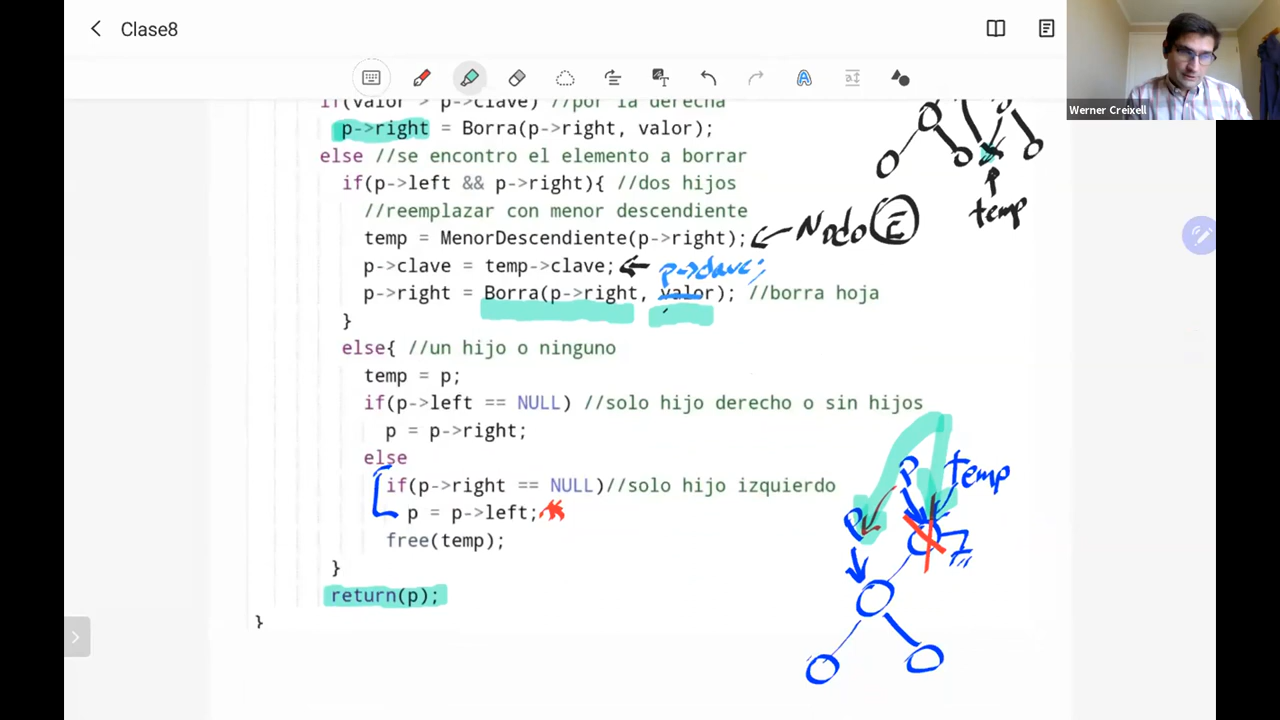 Clase8
Werner Creixell
if(valor > p->clave) //por la derecha
p->right = Borra(p->right, valor);
else //se encontro el elemento a borrar
if(p->left && p->right){ //dos hijos
//reemplazar con menor descendiente
temp = MenorDescendiente(p->right);
Nodo E
temp
p->clave = temp->clave;
p->clave;
p->right = Borra(p->right, valor); //borra hoja
}
else{ //un hijo o ninguno
temp = p;
if(p->left == NULL) //solo hijo derecho o sin hijos
p = p->right;
else
if(p->right == NULL)//solo hijo izquierdo
p = p->left;
free(temp);
}
return(p);
}
P temp
P